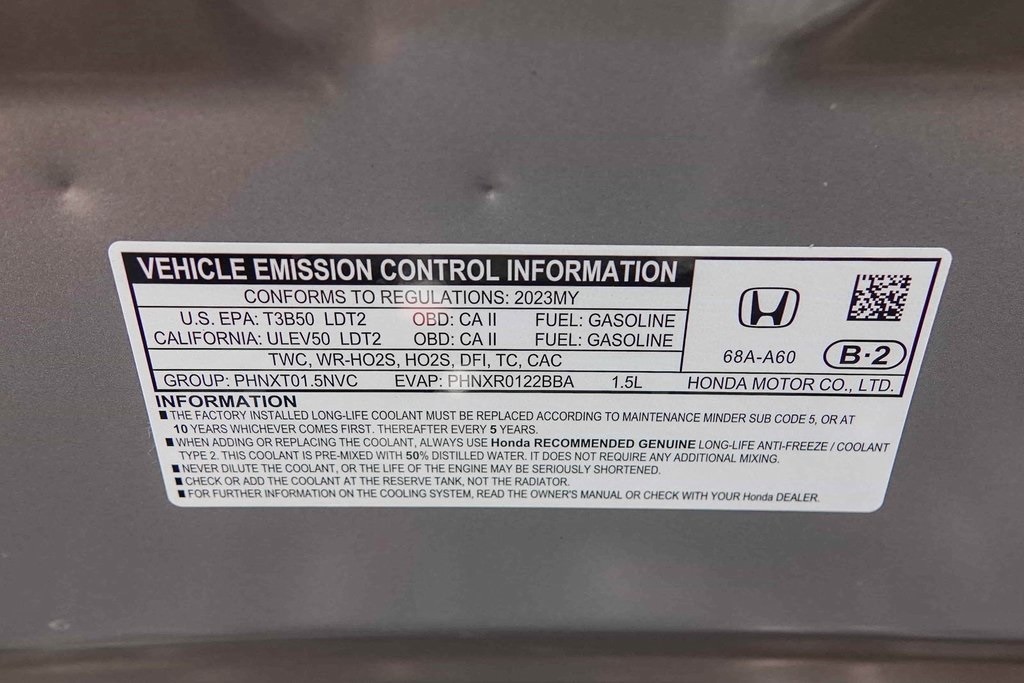 VEHICLE EMISSION CONTROL INFORMATION
CONFORMS TO REGULATIONS: 2023MY
U.S. EPA: T3B50 LDT2 OBD: CA II FUEL: GASOLINE
CALIFORNIA: ULEV50 LDT2 OBD: CA II FUEL: GASOLINE
TWC, WR-HO2S, HO2S, DFI, TC, CAC
68A-A60 B·2
GROUP: PHNXT01.5NVC EVAP: PHNXR0122BBA 1.5L HONDA MOTOR CO., LTD.
INFORMATION
■ THE FACTORY INSTALLED LONG-LIFE COOLANT MUST BE REPLACED ACCORDING TO MAINTENANCE MINDER SUB CODE 5, OR AT
10 YEARS WHICHEVER COMES FIRST. THEREAFTER EVERY 5 YEARS.
■ WHEN ADDING OR REPLACING THE COOLANT, ALWAYS USE Honda RECOMMENDED GENUINE LONG-LIFE ANTI-FREEZE / COOLANT
TYPE 2. THIS COOLANT IS PRE-MIXED WITH 50% DISTILLED WATER. IT DOES NOT REQUIRE ANY ADDITIONAL MIXING.
■ NEVER DILUTE THE COOLANT, OR THE LIFE OF THE ENGINE MAY BE SERIOUSLY SHORTENED.
■ CHECK OR ADD THE COOLANT AT THE RESERVE TANK, NOT THE RADIATOR.
■ FOR FURTHER INFORMATION ON THE COOLING SYSTEM, READ THE OWNER'S MANUAL OR CHECK WITH YOUR Honda DEALER.